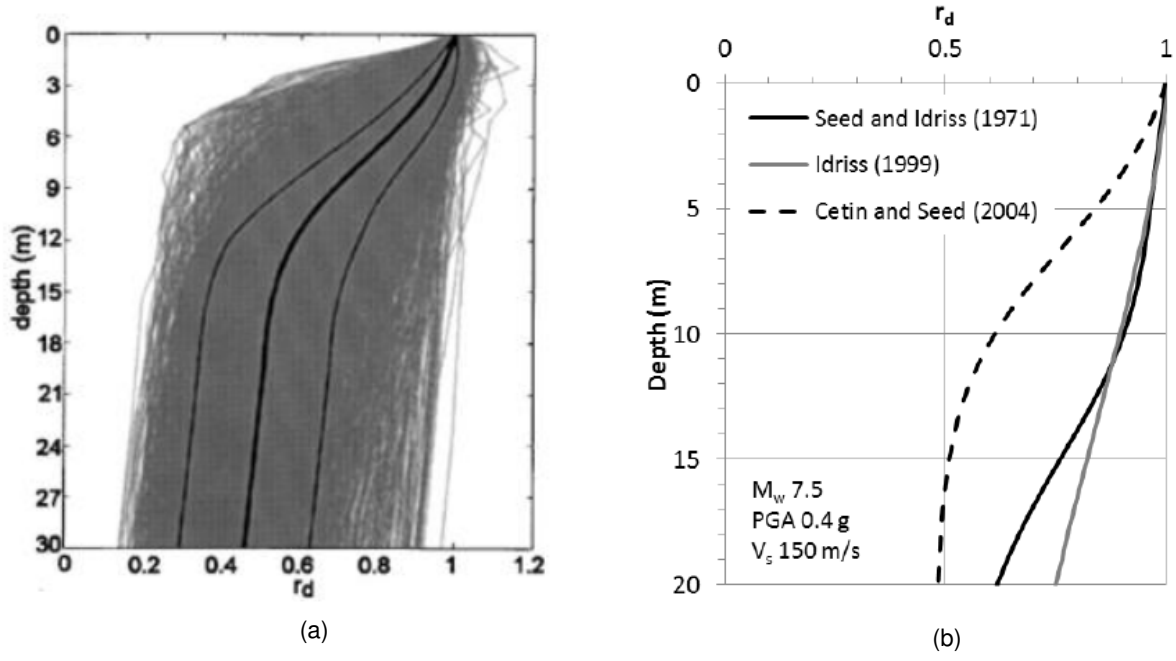 0
3
6
9
12
15
18
21
24
27
30
depth (m)
0 0.2 0.4 0.6 0.8 1 1.2
r_d
(a)
r_d
0 0.5 1
0
5
10
15
20
Depth (m)
Seed and Idriss (1971)
Idriss (1999)
Cetin and Seed (2004)
M_w 7.5
PGA 0.4 g
V_s 150 m/s
(b)